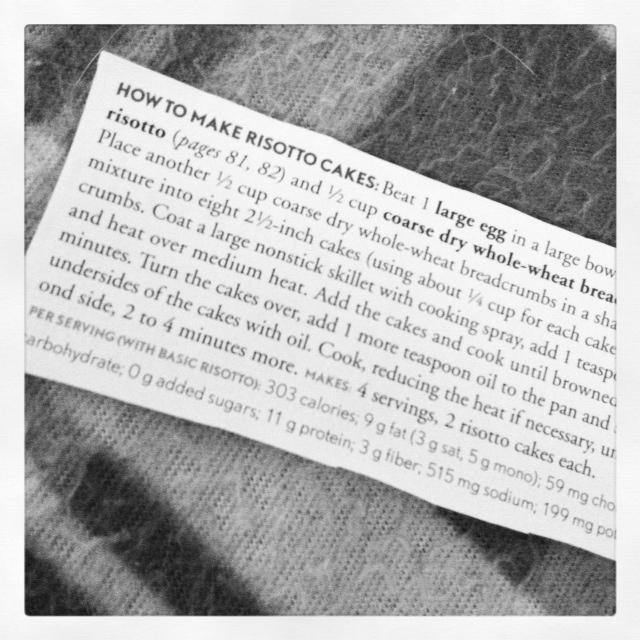 HOW TO MAKE RISOTTO CAKES: Beat 1 large egg in a large bow
risotto (pages 81, 82) and ½ cup coarse dry whole-wheat brea
Place another ½ cup coarse dry whole-wheat breadcrumbs in a sha
mixture into eight 2½-inch cakes (using about ¼ cup for each cake
crumbs. Coat a large nonstick skillet with cooking spray, add 1 teasp
and heat over medium heat. Add the cakes and cook until browned
minutes. Turn the cakes over, add 1 more teaspoon oil to the pan and
undersides of the cakes with oil. Cook, reducing the heat if necessary, un
ond side, 2 to 4 minutes more. MAKES: 4 servings, 2 risotto cakes each.
PER SERVING (WITH BASIC RISOTTO): 303 calories; 9 g fat (3 g sat, 5 g mono); 59 mg cho
arbohydrate; 0 g added sugars; 11 g protein; 3 g fiber; 515 mg sodium; 199 mg po